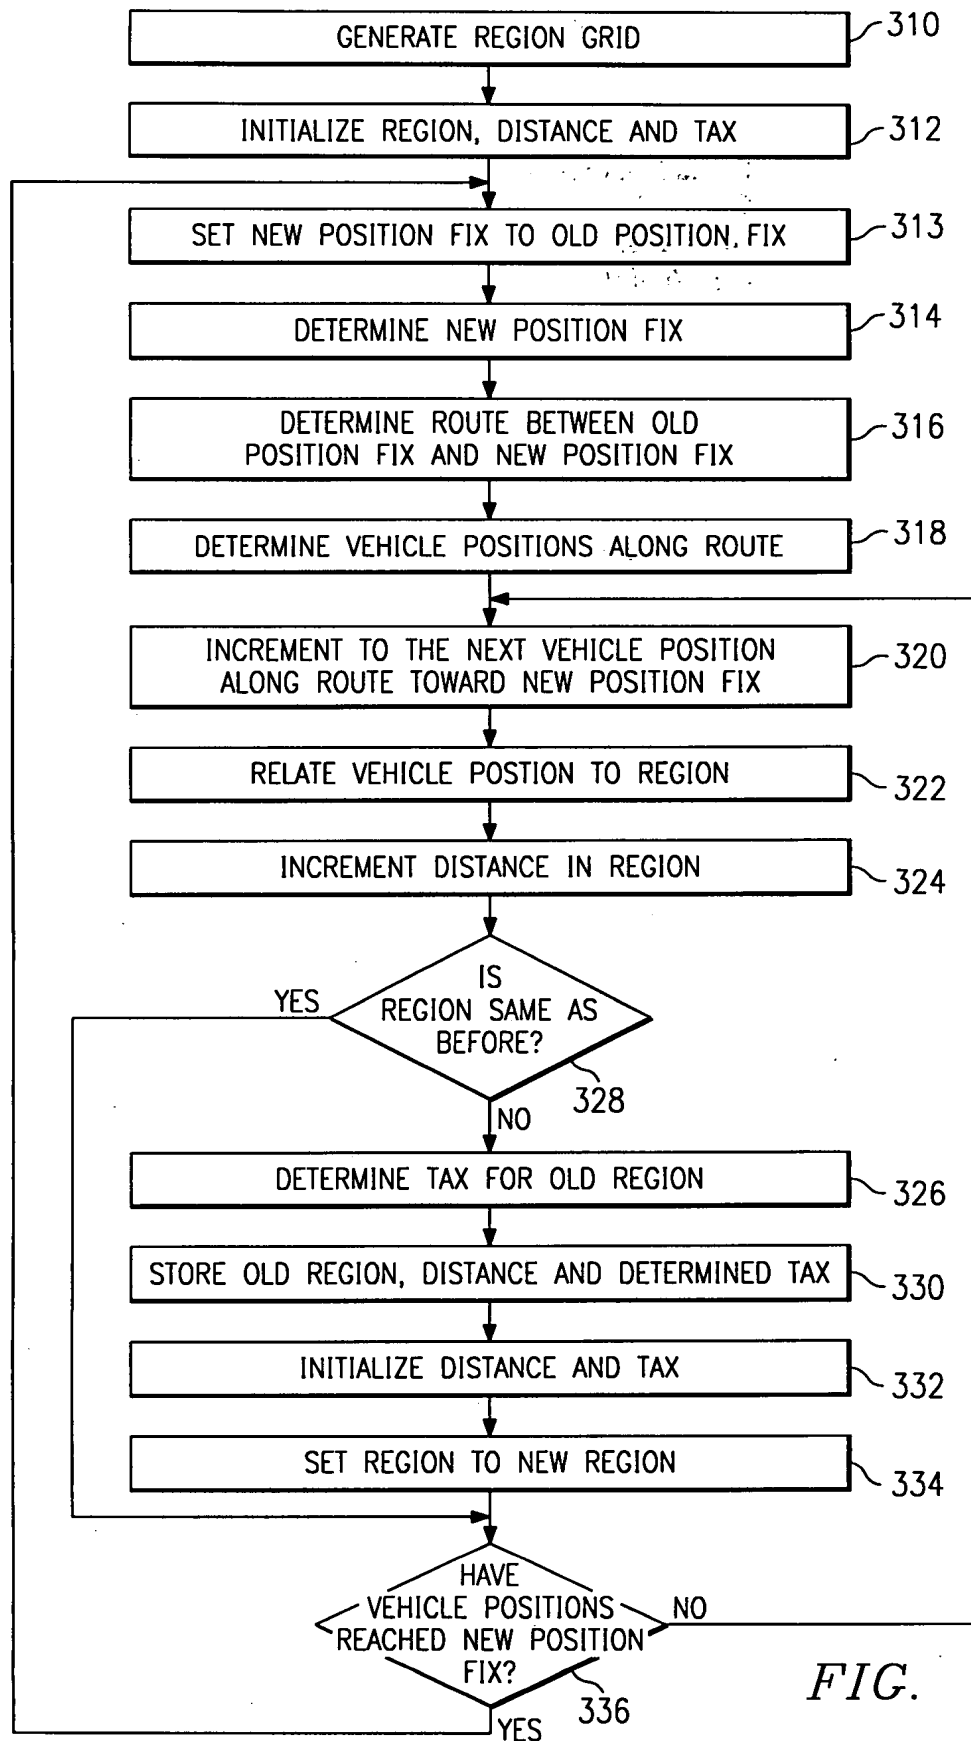 GENERATE REGION GRID
310
INITIALIZE REGION, DISTANCE AND TAX
312
SET NEW POSITION FIX TO OLD POSITION, FIX
313
DETERMINE NEW POSITION FIX
314
DETERMINE ROUTE BETWEEN OLD
POSITION FIX AND NEW POSITION FIX
316
DETERMINE VEHICLE POSITIONS ALONG ROUTE
318
INCREMENT TO THE NEXT VEHICLE POSITION
ALONG ROUTE TOWARD NEW POSITION FIX
320
RELATE VEHICLE POSTION TO REGION
322
INCREMENT DISTANCE IN REGION
324
IS
REGION SAME AS
BEFORE?
YES
328
NO
DETERMINE TAX FOR OLD REGION
326
STORE OLD REGION, DISTANCE AND DETERMINED TAX
330
INITIALIZE DISTANCE AND TAX
332
SET REGION TO NEW REGION
334
HAVE
VEHICLE POSITIONS
REACHED NEW POSITION
FIX?
NO
336
YES
FIG.